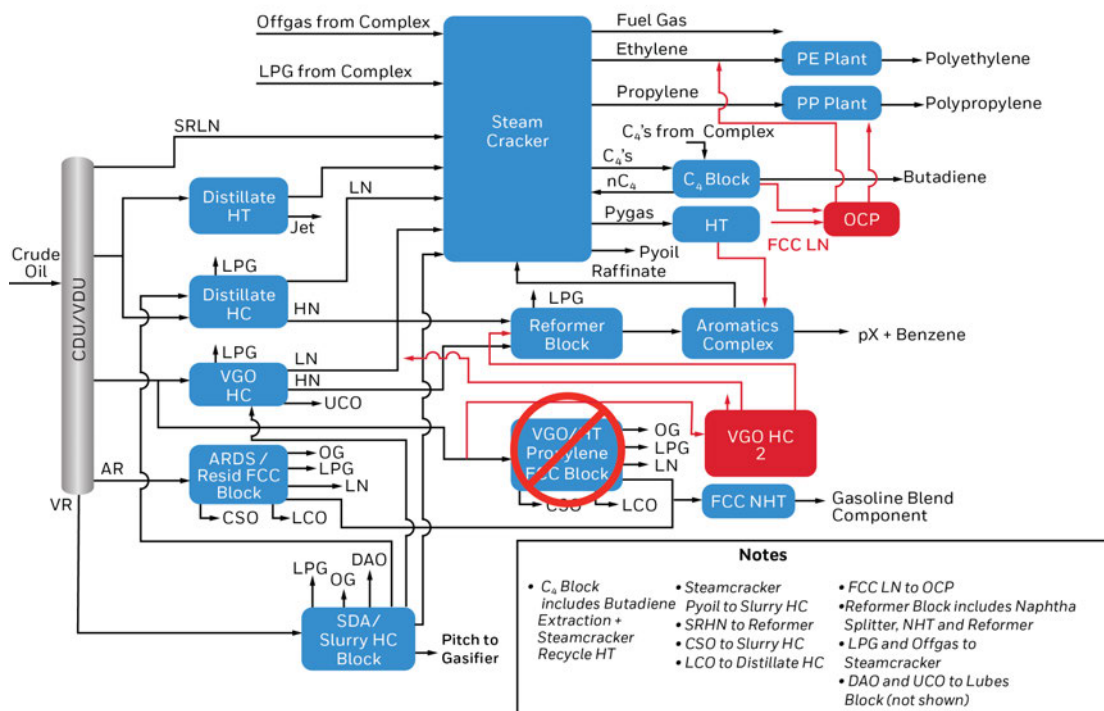 Offgas from Complex
LPG from Complex
SRLN
Steam
Cracker
Fuel Gas
Ethylene
PE Plant
Polyethylene
Propylene
PP Plant
Polypropylene
C₄'s from Complex
C₄'s
nC₄
C₄ Block
Butadiene
OCP
FCC LN
Pygas
HT
Pyoil
Raffinate
Distillate
HT
Jet
LN
Crude
Oil
CDU/VDU
LPG
Distillate
HC
HN
LPG
Reformer
Block
Aromatics
Complex
pX + Benzene
LPG
VGO
HC
LN
HN
UCO
VGO/HT
Propylene
FCC Block
OG
LPG
LN
CSO
LCO
VGO HC
2
AR
VR
ARDS /
Resid FCC
Block
OG
LPG
LN
CSO
LCO
FCC NHT
Gasoline Blend
Component
LPG
OG
DAO
SDA/
Slurry HC
Block
Pitch to
Gasifier
Notes
• C₄ Block
includes Butadiene
Extraction +
Steamcracker
Recycle HT
• Steamcracker
Pyoil to Slurry HC
• SRHN to Reformer
• CSO to Slurry HC
• LCO to Distillate HC
• FCC LN to OCP
• Reformer Block includes Naphtha
Splitter, NHT and Reformer
• LPG and Offgas to
Steamcracker
• DAO and UCO to Lubes
Block (not shown)